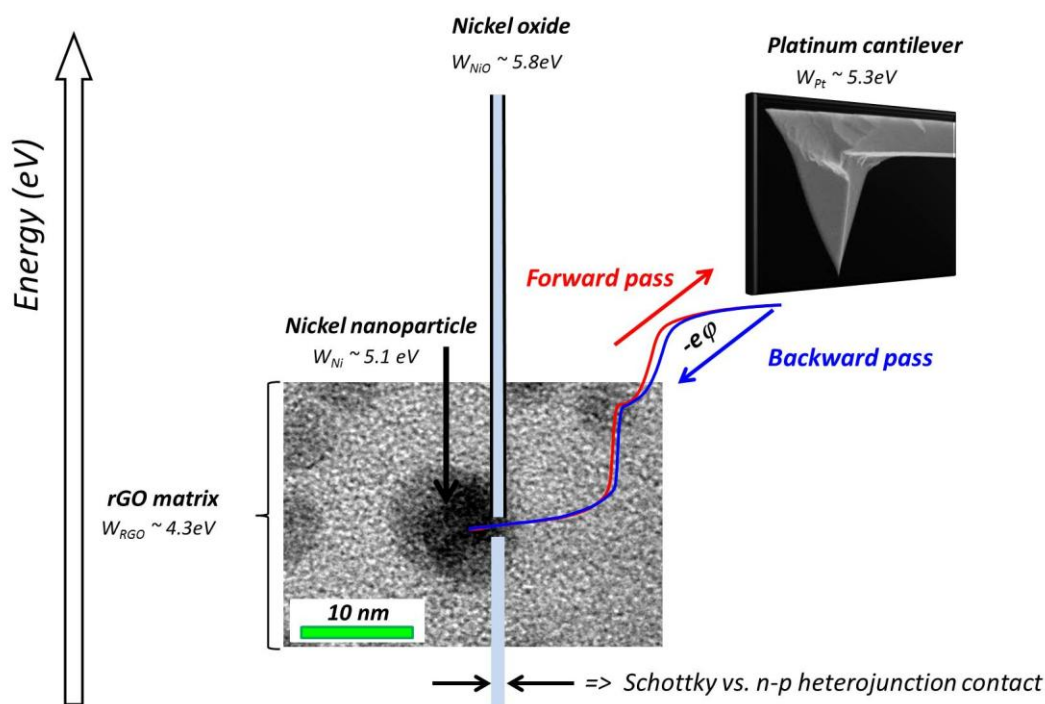 Nickel oxide
W_NiO ~ 5.8eV
Platinum cantilever
W_Pt ~ 5.3eV
Energy (eV)
Forward pass
Nickel nanoparticle
W_Ni ~ 5.1 eV
-eφ
Backward pass
rGO matrix
W_RGO ~ 4.3eV
10 nm
=> Schottky vs. n-p heterojunction contact